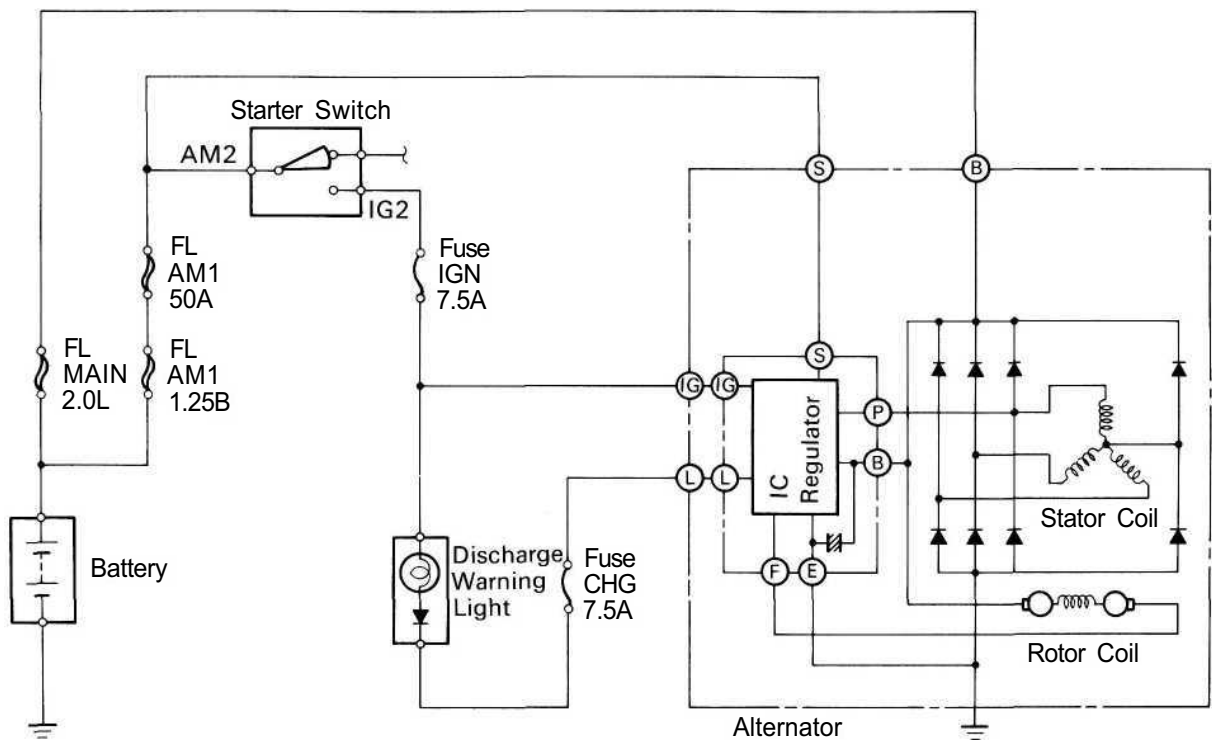 Starter Switch
AM2
IG2
S
B
FL
AM1
50A
Fuse
IGN
7.5A
FL
MAIN
2.0L
FL
AM1
1.25B
S
IG
IG
P
B
L
L
IC
Regulator
Stator Coil
Battery
Discharge
Warning
Light
Fuse
CHG
7.5A
F
E
Rotor Coil
Alternator